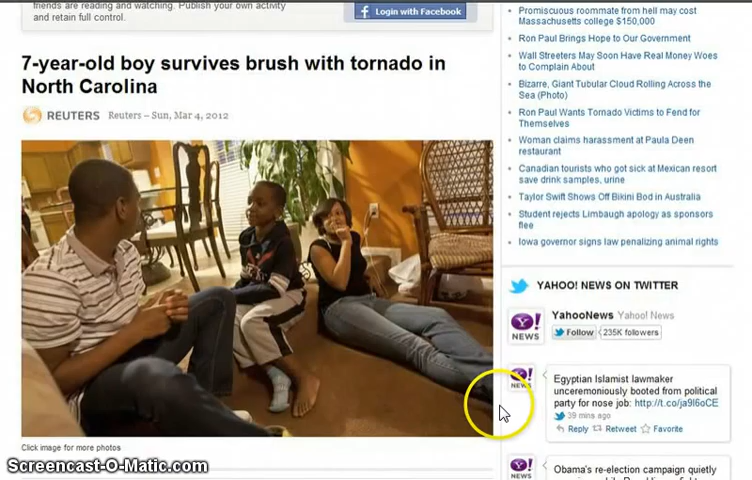 friends are reading and watching. Publish your own activity
and retain full control.
Login with Facebook
7-year-old boy survives brush with tornado in
North Carolina
REUTERS Reuters – Sun, Mar 4, 2012
Click image for more photos
Screencast-O-Matic.com
Promiscuous roommate from hell may cost
Massachusetts college $150,000
Ron Paul Brings Hope to Our Government
Wall Streeters May Soon Have Real Money Woes
to Complain About
Bizarre, Giant Tubular Cloud Rolling Across the
Sea (Photo)
Ron Paul Wants Tornado Victims to Fend for
Themselves
Woman claims harassment at Paula Deen
restaurant
Canadian tourists who got sick at Mexican resort
save drink samples, urine
Taylor Swift Shows Off Bikini Bod in Australia
Student rejects Limbaugh apology as sponsors
flee
Iowa governor signs law penalizing animal rights
YAHOO! NEWS ON TWITTER
Y! NEWS
YahooNews Yahoo! News
Follow 235K followers
Y! NEWS
Egyptian Islamist lawmaker
unceremoniously booted from political
party for nose job: http://t.co/ja9l6oCE
39 mins ago
Reply Retweet Favorite
Y! NEWS
Obama's re-election campaign quietly